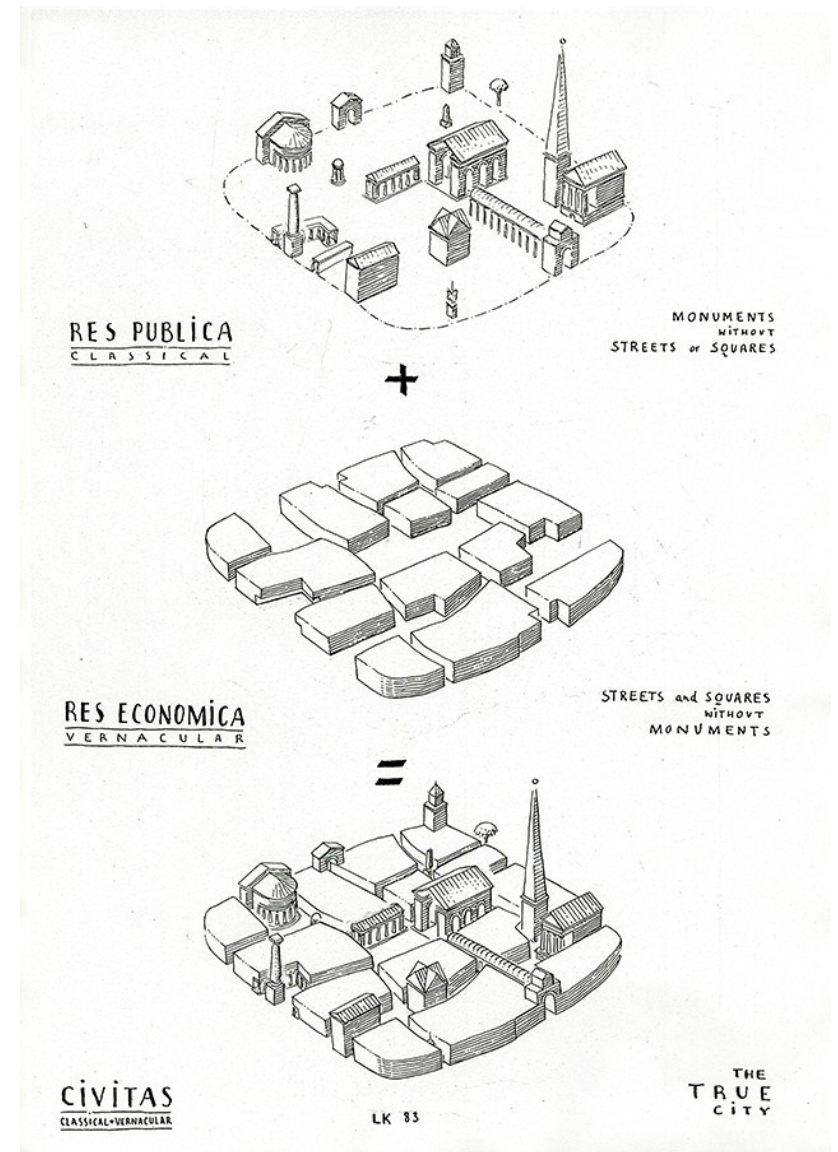 RES PUBLICA
CLASSICAL
MONUMENTS
WITHOUT
STREETS or SQUARES
+
RES ECONOMICA
VERNACULAR
STREETS and SQUARES
WITHOUT
MONUMENTS
=
CIVITAS
CLASSICAL+VERNACULAR
LK 83
THE
TRUE
CITY